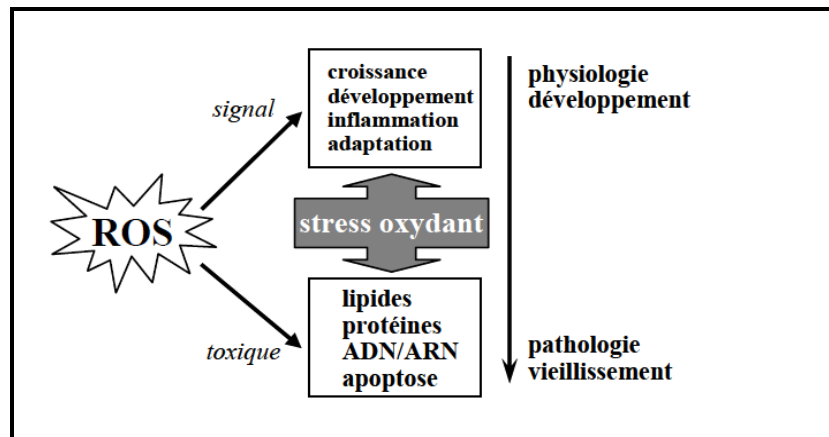 croissance
développement
inflammation
adaptation
physiologie
développement
signal
ROS
stress oxydant
toxique
lipides
protéines
ADN/ARN
apoptose
pathologie
vieillissement